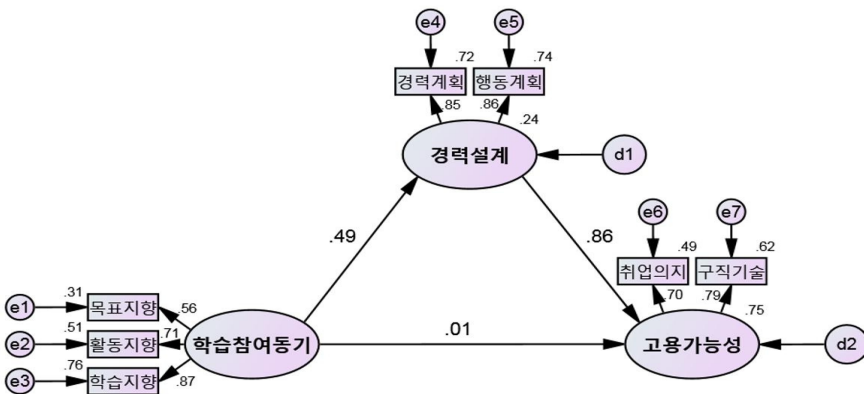 e4
e5
.72
.74
경력계획
행동계획
.85
.86
.24
경력설계
d1
.49
.86
e6
e7
.49
.62
취업의지
구직기술
.70
.79
.75
.31
e1
목표지향
.56
.51
e2
활동지향
.71
학습참여동기
.01
고용가능성
d2
.76
e3
학습지향
.87